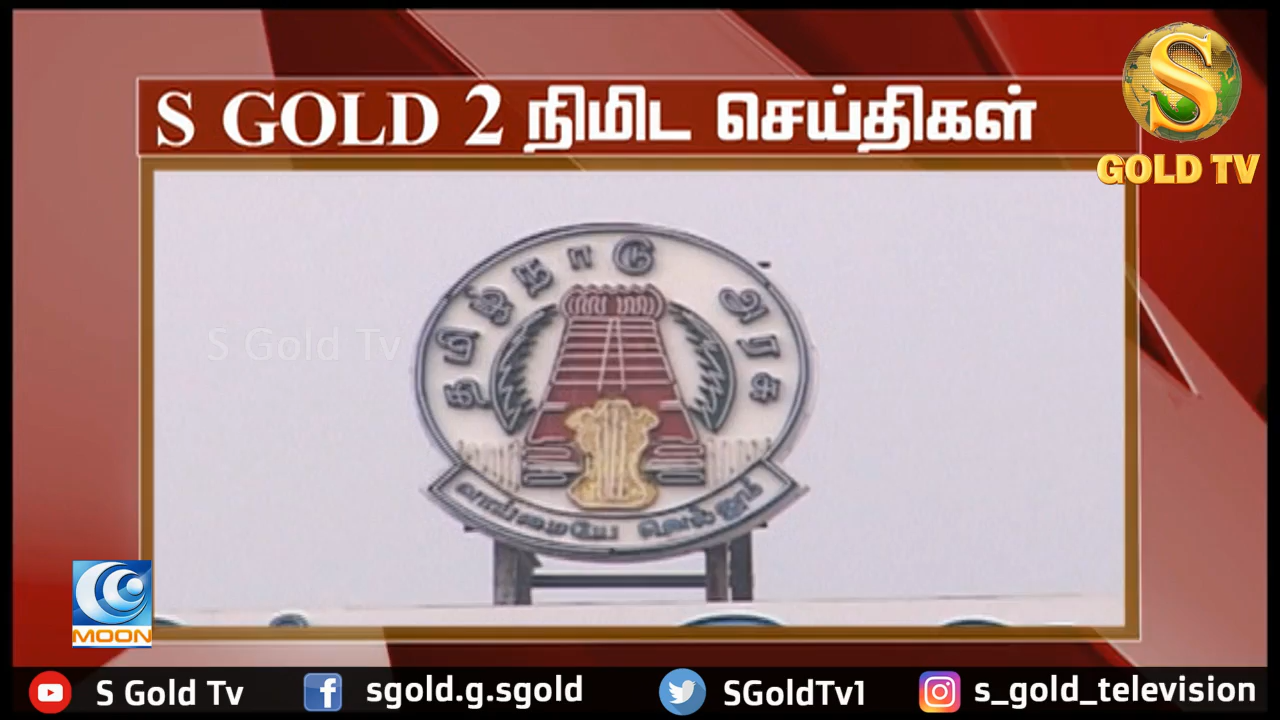 S GOLD 2 நிமிட செய்திகள்
S
GOLD TV
S Gold Tv
தமிழ்நாடு அரசு
வாய்மையே வெல்லும்
MOON
S Gold Tv
sgold.g.sgold
SGoldTv1
s_gold_television